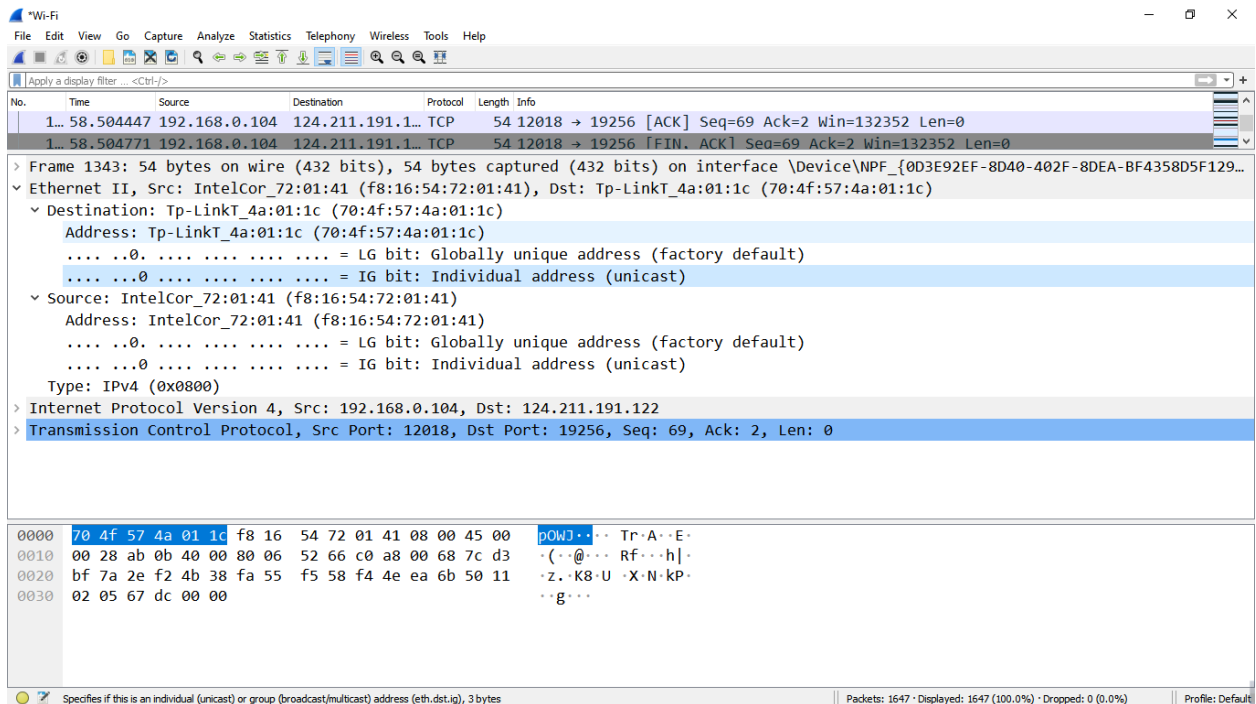 *Wi-Fi
File Edit View Go Capture Analyze Statistics Telephony Wireless Tools Help
Apply a display filter ... <Ctrl-/>
No. Time Source Destination Protocol Length Info
1… 58.504447 192.168.0.104 124.211.191.1… TCP 54 12018 → 19256 [ACK] Seq=69 Ack=2 Win=132352 Len=0
1… 58.504771 192.168.0.104 124.211.191.1… TCP 54 12018 → 19256 [FIN, ACK] Seq=69 Ack=2 Win=132352 Len=0
Frame 1343: 54 bytes on wire (432 bits), 54 bytes captured (432 bits) on interface \Device\NPF_{0D3E92EF-8D40-402F-8DEA-BF4358D5F129…
Ethernet II, Src: IntelCor_72:01:41 (f8:16:54:72:01:41), Dst: Tp-LinkT_4a:01:1c (70:4f:57:4a:01:1c)
Destination: Tp-LinkT_4a:01:1c (70:4f:57:4a:01:1c)
Address: Tp-LinkT_4a:01:1c (70:4f:57:4a:01:1c)
.... ..0. .... .... .... .... = LG bit: Globally unique address (factory default)
.... ...0 .... .... .... .... = IG bit: Individual address (unicast)
Source: IntelCor_72:01:41 (f8:16:54:72:01:41)
Address: IntelCor_72:01:41 (f8:16:54:72:01:41)
.... ..0. .... .... .... .... = LG bit: Globally unique address (factory default)
.... ...0 .... .... .... .... = IG bit: Individual address (unicast)
Type: IPv4 (0x0800)
Internet Protocol Version 4, Src: 192.168.0.104, Dst: 124.211.191.122
Transmission Control Protocol, Src Port: 12018, Dst Port: 19256, Seq: 69, Ack: 2, Len: 0
0000 70 4f 57 4a 01 1c f8 16 54 72 01 41 08 00 45 00 pOWJ···· Tr·A··E·
0010 00 28 ab 0b 40 00 80 06 52 66 c0 a8 00 68 7c d3 ·(··@··· Rf···h|·
0020 bf 7a 2e f2 4b 38 fa 55 f5 58 f4 4e ea 6b 50 11 ·z.·K8·U ·X·N·kP·
0030 02 05 67 dc 00 00 ··g···
Specifies if this is an individual (unicast) or group (broadcast/multicast) address (eth.dst.ig), 3 bytes
Packets: 1647 · Displayed: 1647 (100.0%) · Dropped: 0 (0.0%)
Profile: Default